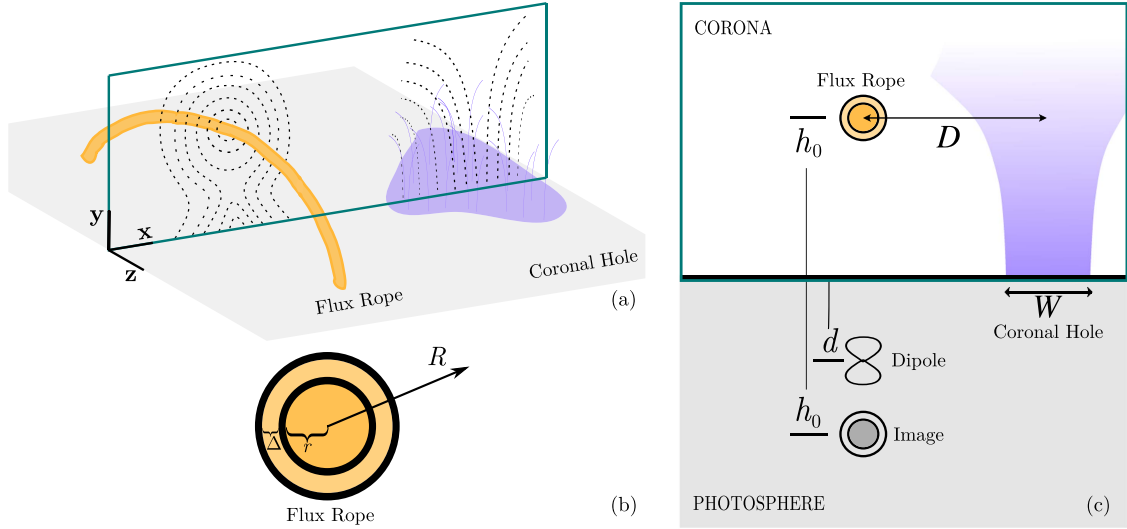 y
x
z
Flux Rope
Coronal Hole
(a)
R
Δ
r
Flux Rope
(b)
CORONA
Flux Rope
h₀
D
W
Coronal Hole
d
Dipole
h₀
Image
PHOTOSPHERE
(c)